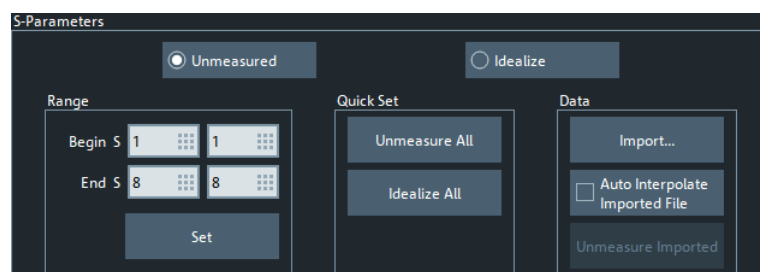 S-Parameters
Unmeasured
Idealize
Range
Quick Set
Data
Begin S 1 1
Unmeasure All
Import...
End S 8 8
Idealize All
Auto Interpolate
Imported File
Set
Unmeasure Imported